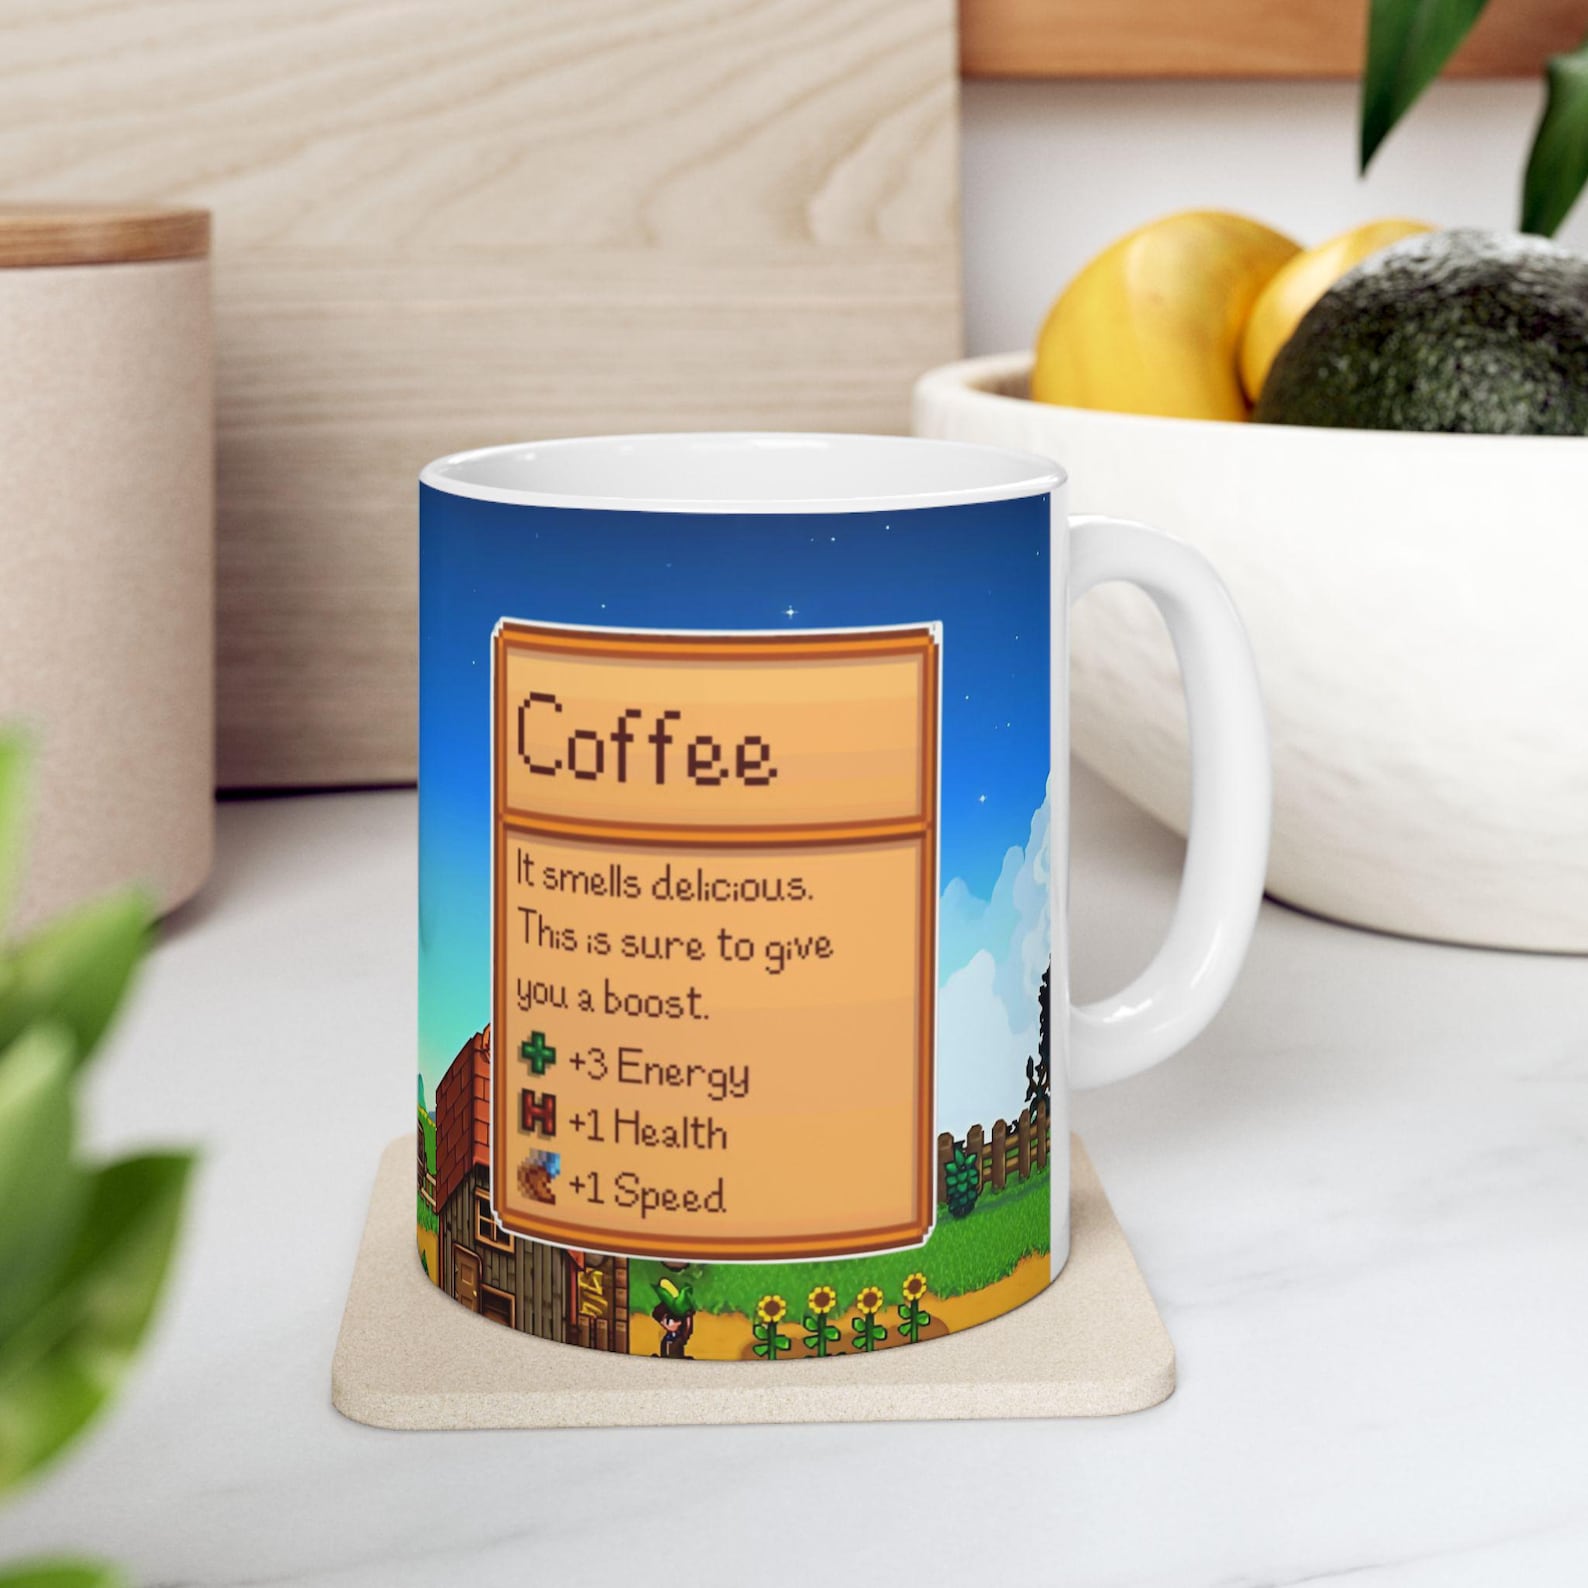 Coffee
It smells delicious.
This is sure to give
you a boost.
+3 Energy
H +1 Health
+1 Speed